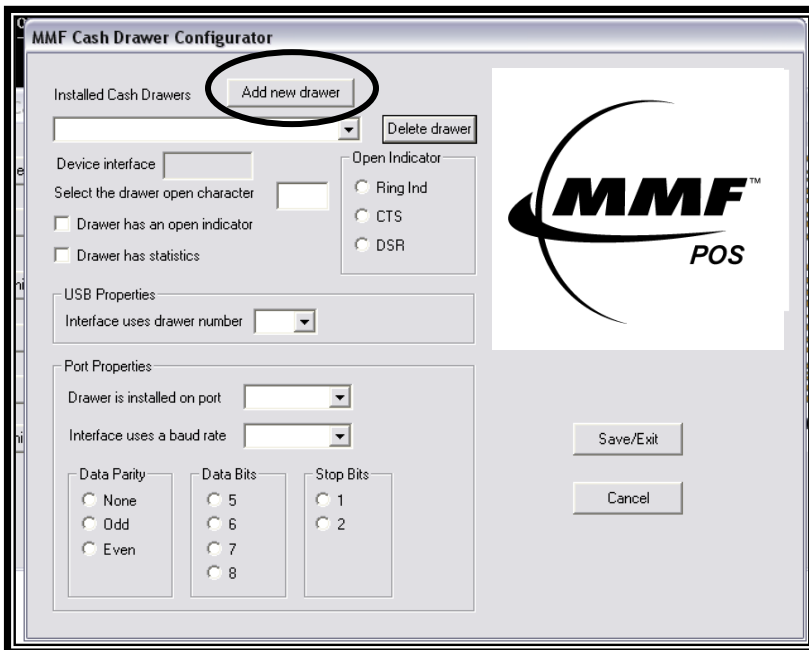 MMF Cash Drawer Configurator
Installed Cash Drawers
Add new drawer
Delete drawer
Device interface
Select the drawer open character
Drawer has an open indicator
Drawer has statistics
Open Indicator
Ring Ind
CTS
DSR
MMF™
POS
USB Properties
Interface uses drawer number
Port Properties
Drawer is installed on port
Interface uses a baud rate
Data Parity
None
Odd
Even
Data Bits
5
6
7
8
Stop Bits
1
2
Save/Exit
Cancel